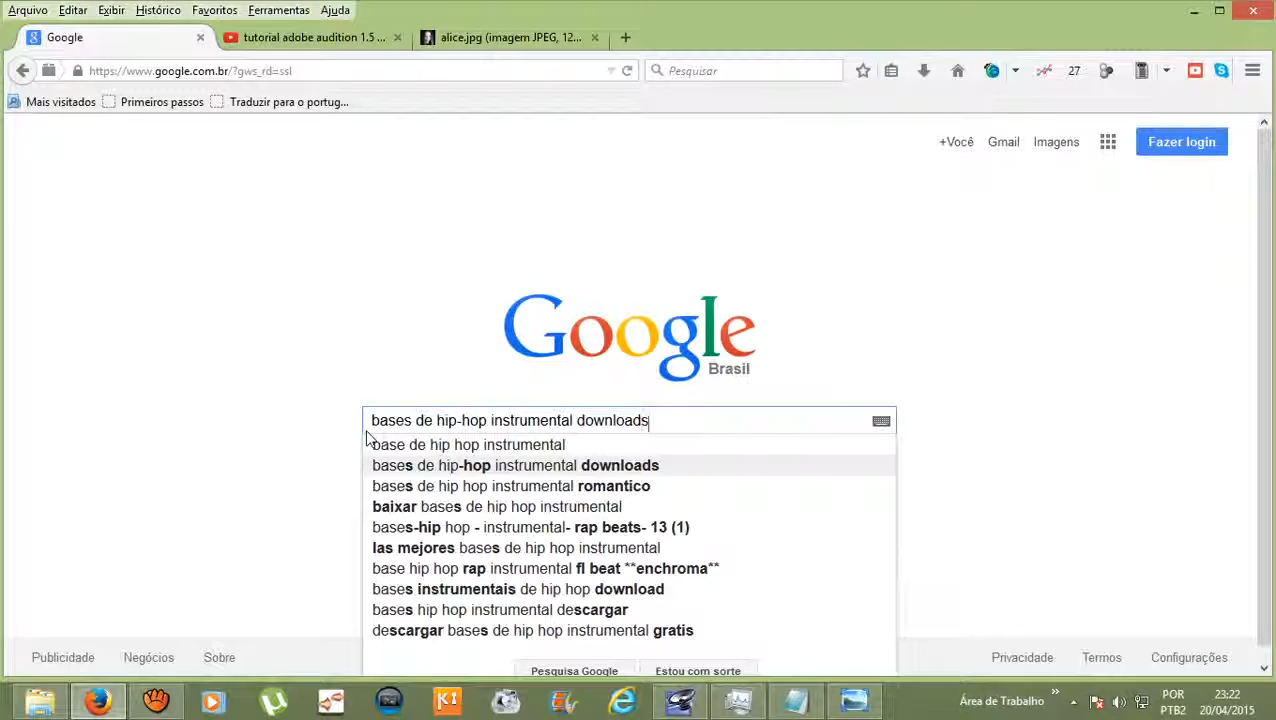 Arquivo Editar Exibir Histórico Favoritos Ferramentas Ajuda
Google
tutorial adobe audition 1.5 ...
alice.jpg (imagem JPEG, 12...
https://www.google.com.br/?gws_rd=ssl
Pesquisar
27
Mais visitados
Primeiros passos
Traduzir para o portug...
+Você Gmail Imagens
Fazer login
Google
Brasil
bases de hip-hop instrumental downloads
base de hip hop instrumental
bases de hip-hop instrumental downloads
bases de hip hop instrumental romantico
baixar bases de hip hop instrumental
bases-hip hop - instrumental- rap beats- 13 (1)
las mejores bases de hip hop instrumental
base hip hop rap instrumental fl beat **enchroma**
bases instrumentais de hip hop download
bases hip hop instrumental descargar
descargar bases de hip hop instrumental gratis
Publicidade Negócios Sobre
Privacidade Termos Configurações
Pesquisa Google
Estou com sorte
K1
Área de Trabalho
POR
PTB2
23:22
20/04/2015